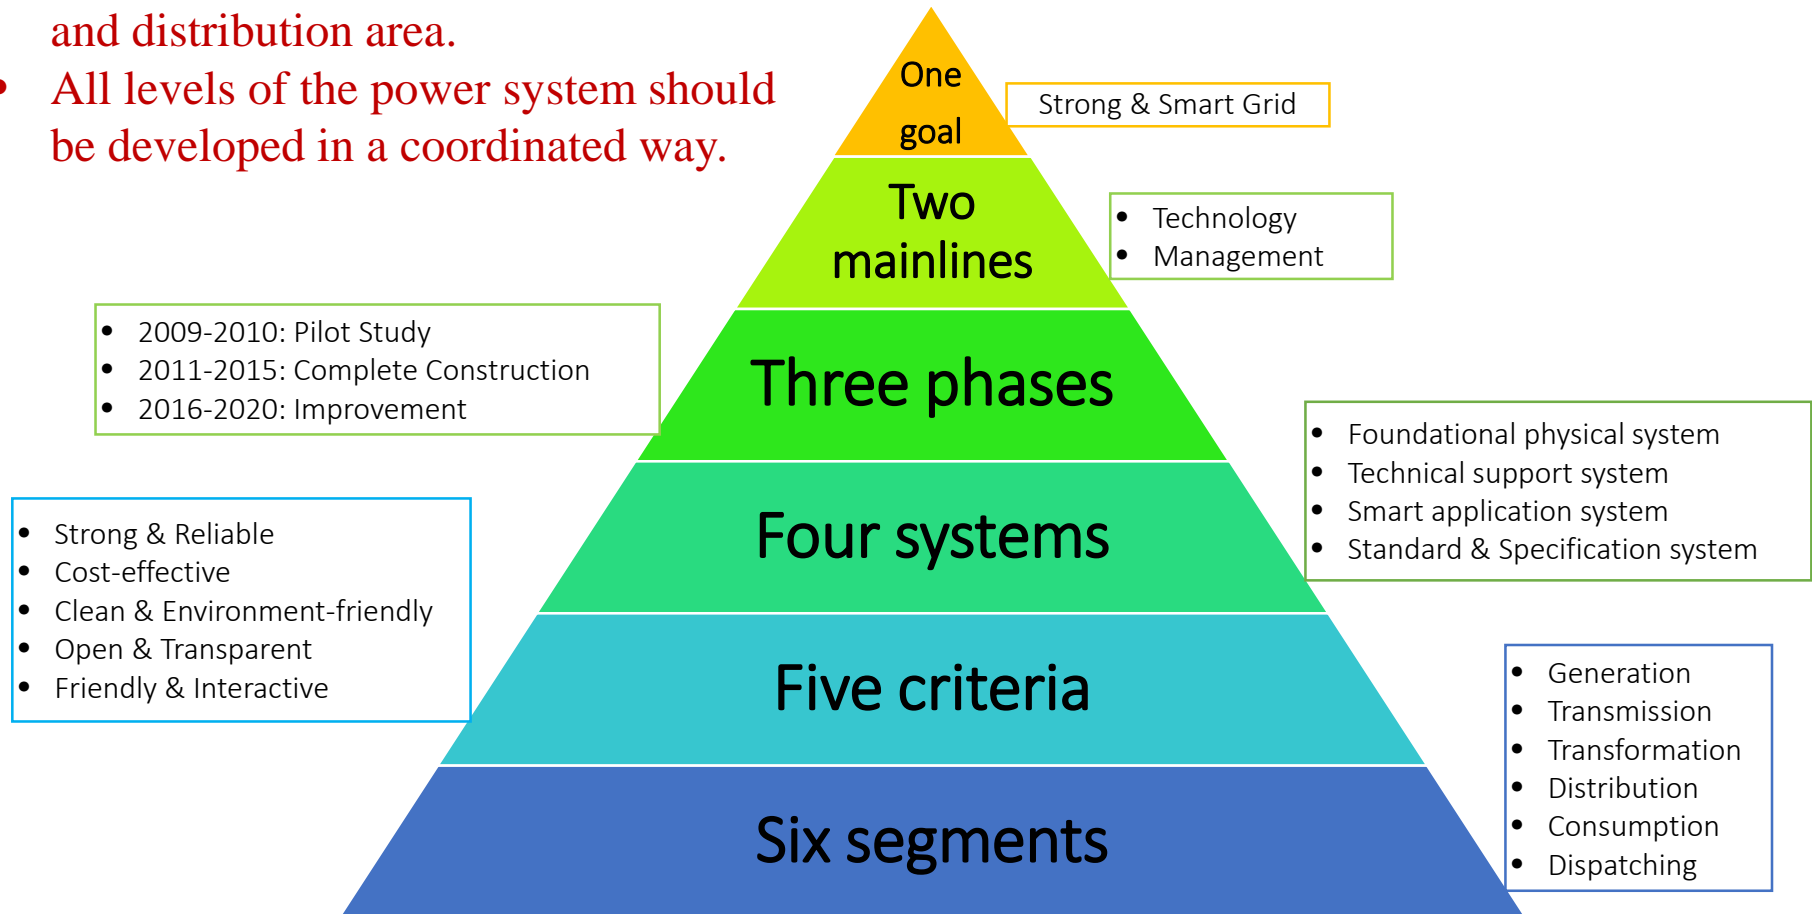 and distribution area.
• All levels of the power system should
be developed in a coordinated way.
One
goal
Strong & Smart Grid
Two
mainlines
• Technology
• Management
Three phases
• 2009-2010: Pilot Study
• 2011-2015: Complete Construction
• 2016-2020: Improvement
Four systems
• Foundational physical system
• Technical support system
• Smart application system
• Standard & Specification system
Five criteria
• Strong & Reliable
• Cost-effective
• Clean & Environment-friendly
• Open & Transparent
• Friendly & Interactive
Six segments
• Generation
• Transmission
• Transformation
• Distribution
• Consumption
• Dispatching